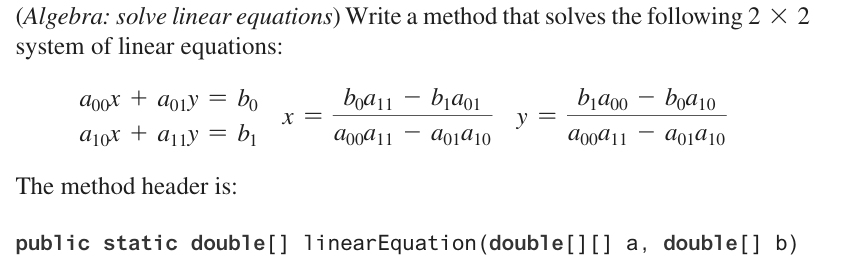 (Algebra: solve linear equations) Write a method that solves the following 2 × 2
system of linear equations:
a₀₀x + a₀₁y = b₀
a₁₀x + a₁₁y = b₁
x = (b₀a₁₁ − b₁a₀₁) / (a₀₀a₁₁ − a₀₁a₁₀)  y = (b₁a₀₀ − b₀a₁₀) / (a₀₀a₁₁ − a₀₁a₁₀)
The method header is:
public static double[] linearEquation(double[][] a, double[] b)